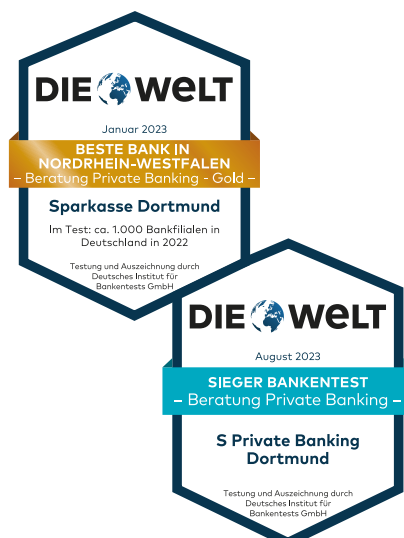 DIE WELT
Januar 2023
BESTE BANK IN
NORDRHEIN-WESTFALEN
– Beratung Private Banking - Gold –
Sparkasse Dortmund
Im Test: ca. 1.000 Bankfilialen in
Deutschland in 2022
Testung und Auszeichnung durch
Deutsches Institut für
Bankentests GmbH
DIE WELT
August 2023
SIEGER BANKENTEST
– Beratung Private Banking –
S Private Banking
Dortmund
Testung und Auszeichnung durch
Deutsches Institut für
Bankentests GmbH